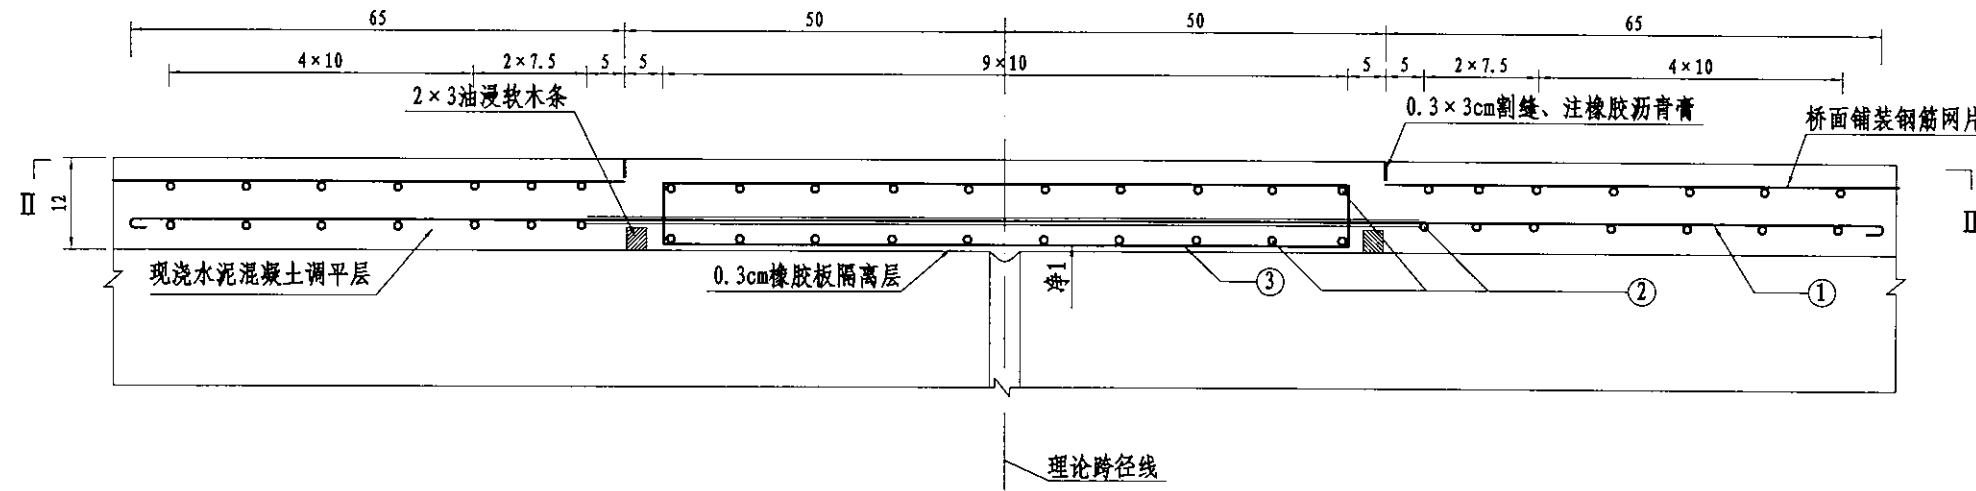 65
50
50
65
4×10
2×7.5
5
5
9×10
5
5
2×7.5
4×10
2×3油浸软木条
0.3×3cm割缝、注橡胶沥青膏
桥面铺装钢筋网片
II
12
II
现浇水泥混凝土调平层
0.3cm橡胶板隔离层
净1
③
②
①
理论跨径线